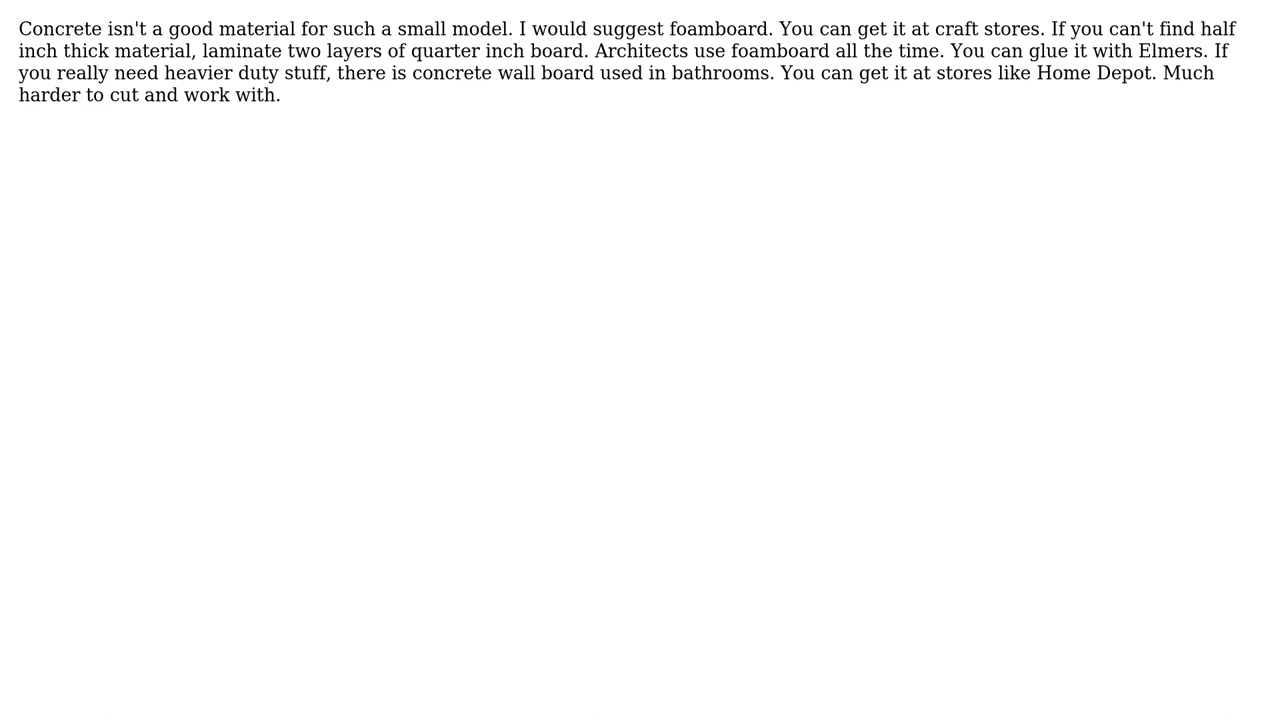 Concrete isn't a good material for such a small model. I would suggest foamboard. You can get it at craft stores. If you can't find half
inch thick material, laminate two layers of quarter inch board. Architects use foamboard all the time. You can glue it with Elmers. If
you really need heavier duty stuff, there is concrete wall board used in bathrooms. You can get it at stores like Home Depot. Much
harder to cut and work with.